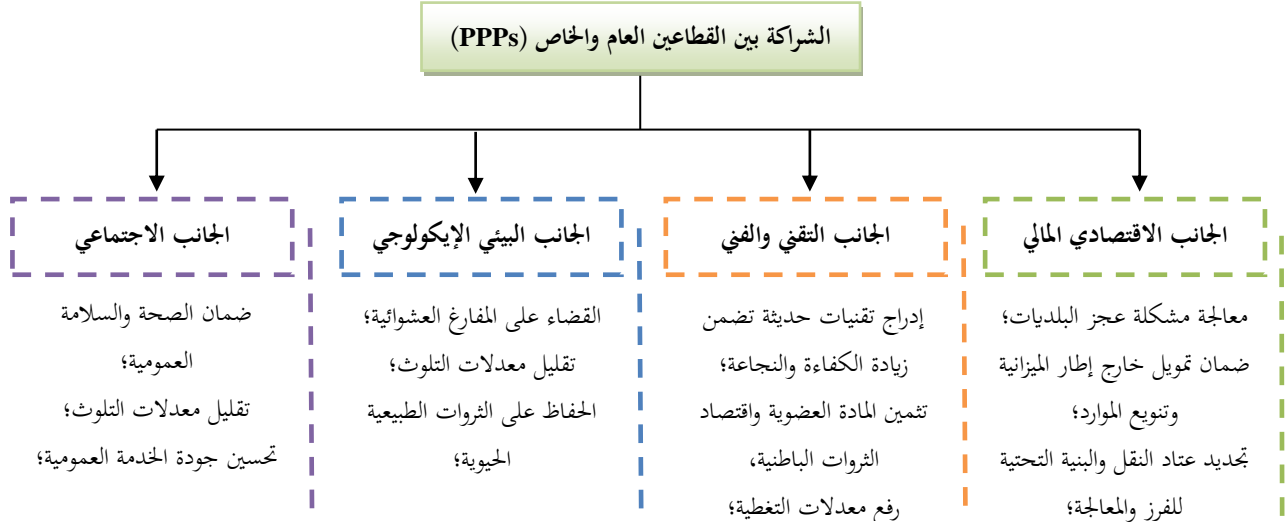 الشراكة بين القطاعين العام والخاص (PPPs)
الجانب الاقتصادي المالي
معالجة مشكلة عجز البلديات؛
ضمان تمويل خارج إطار الميزانية
وتنويع الموارد؛
تجديد عتاد النقل والبنية التحتية
للفرز والمعالجة؛
الجانب التقني والفني
إدراج تقنيات حديثة تضمن
زيادة الكفاءة والنجاعة؛
تثمين المادة العضوية واقتصاد
الثروات الباطنية،
رفع معدلات التغطية؛
الجانب البيئي الإيكولوجي
القضاء على المفارغ العشوائية؛
تقليل معدلات التلوث؛
الحفاظ على الثروات الطبيعية
الحيوية؛
الجانب الاجتماعي
ضمان الصحة والسلامة
العمومية؛
تقليل معدلات التلوث؛
تحسين جودة الخدمة العمومية؛